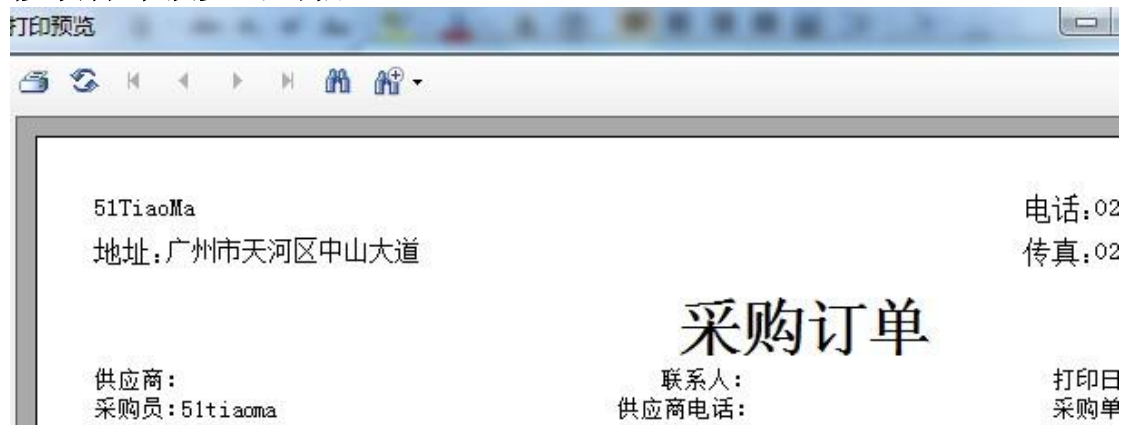 打印预览
51TiaoMa 电话:02
地址:广州市天河区中山大道 传真:02
采购订单
供应商: 联系人: 打印日
采购员:51tiaoma 供应商电话: 采购单